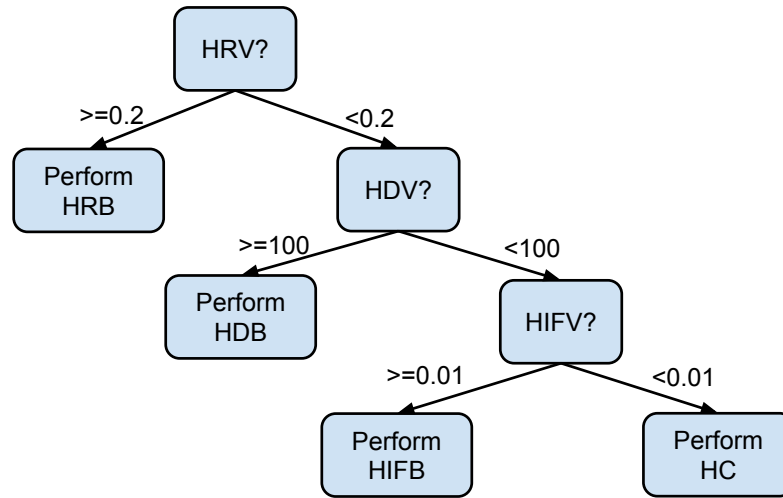 HRV?
>=0.2
<0.2
Perform
HRB
HDV?
>=100
<100
Perform
HDB
HIFV?
>=0.01
<0.01
Perform
HIFB
Perform
HC